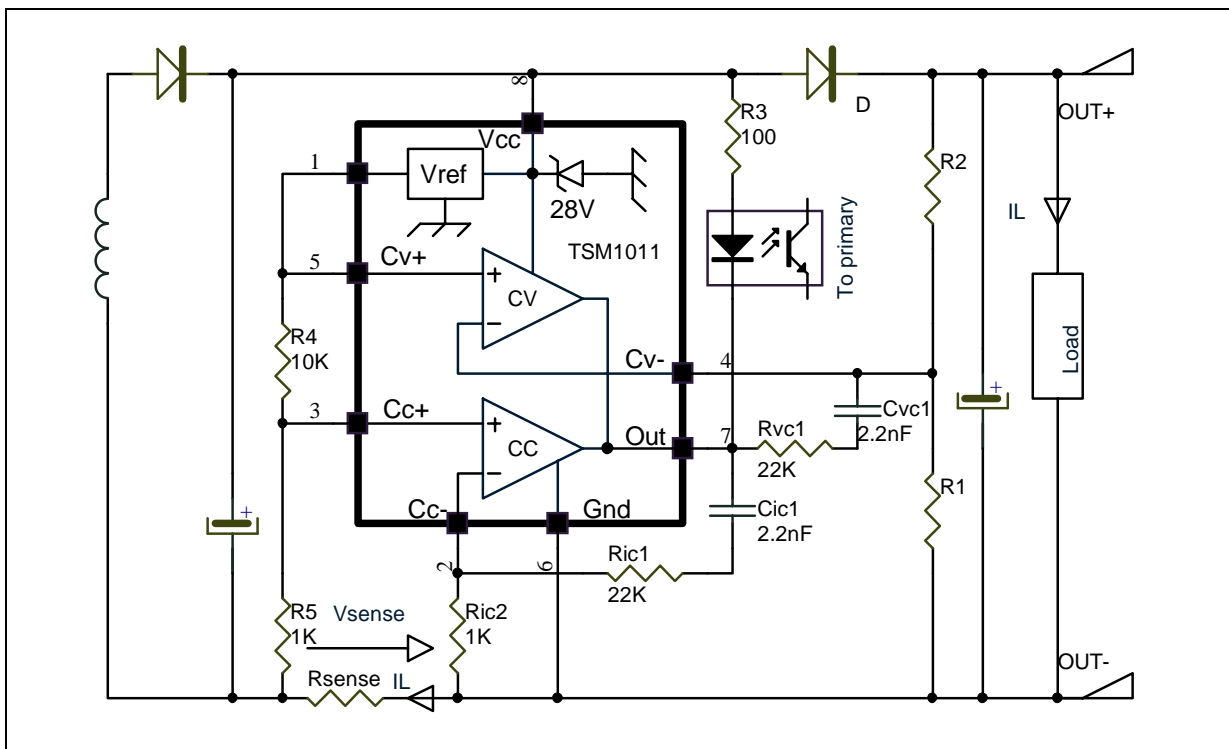 8
D
R3
100
OUT+
Vcc
1
Vref
28V
R2
IL
TSM1011
To primary
Cv+
5
+
CV
−
R4
10K
Cv-
4
Load
+
Cvc1
2.2nF
3
Cc+
+
CC
−
Out
7
Rvc1
22K
R1
Cc-
Gnd
Cic1
2.2nF
+
2
6
Ric1
22K
R5
1K
Vsense
Ric2
1K
Rsense
IL
OUT-